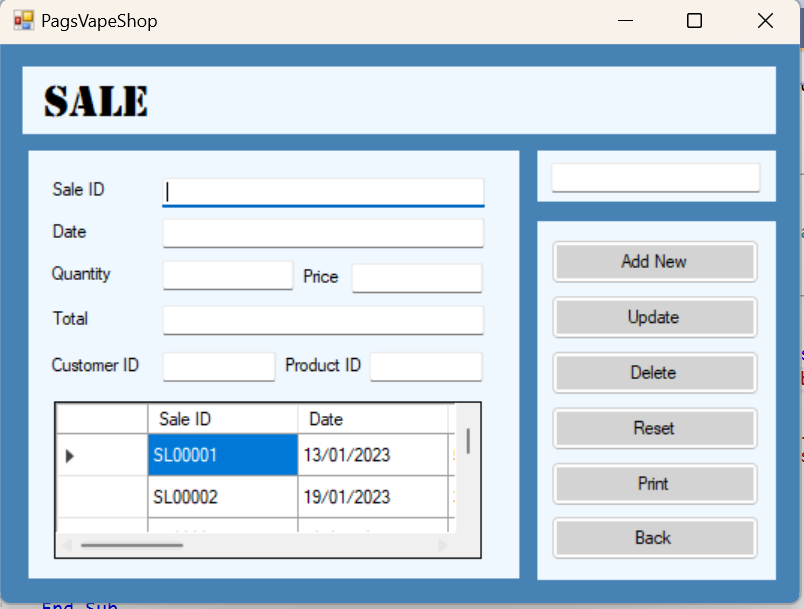 PagsVapeShop
SALE
Sale ID
Date
Quantity Price
Total
Customer ID Product ID
Sale ID Date
SL00001 13/01/2023
SL00002 19/01/2023
Add New
Update
Delete
Reset
Print
Back
End Sub